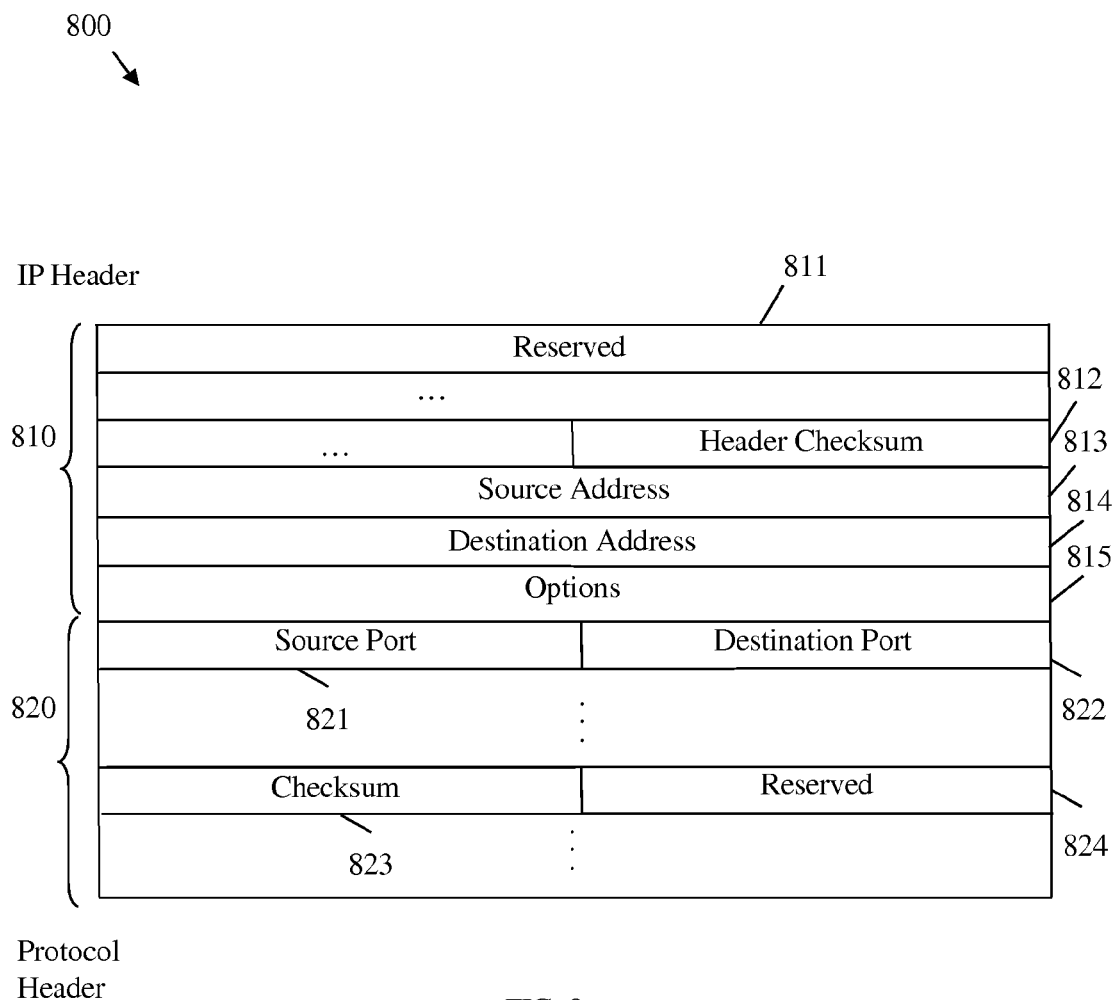 800
IP Header
811
Reserved
...
812
810
...
Header Checksum
813
Source Address
814
Destination Address
815
Options
Source Port
Destination Port
820
821
822
Checksum
Reserved
823
824
Protocol
Header